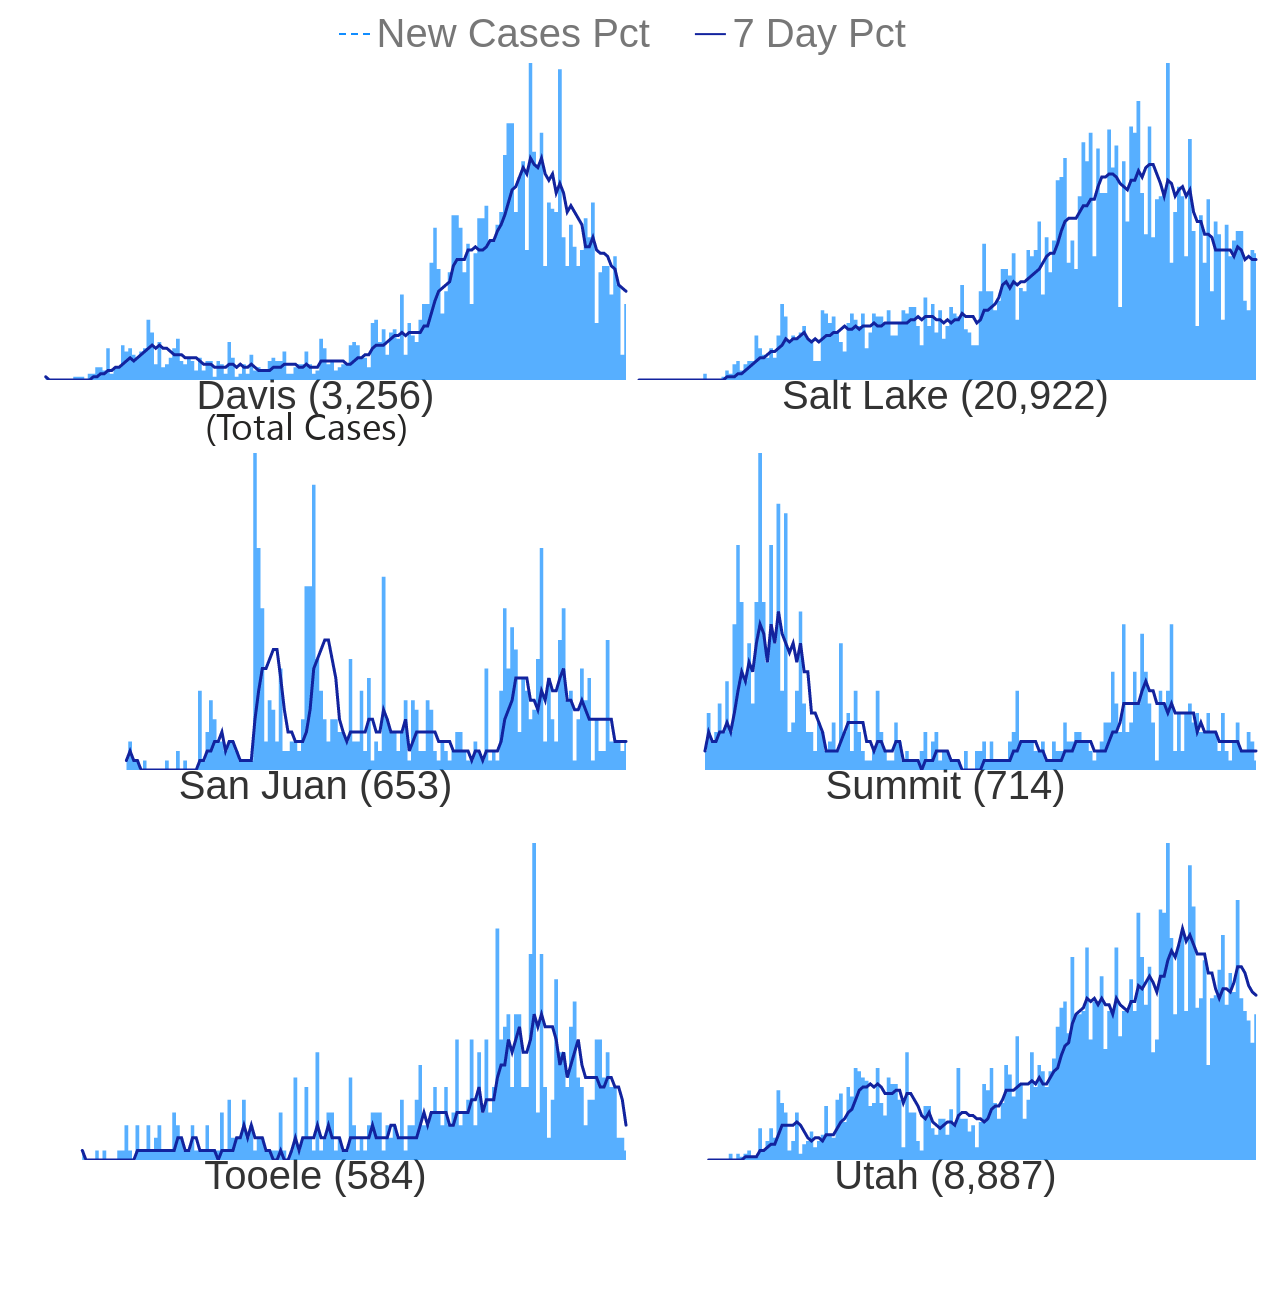 New Cases Pct 7 Day Pct
Davis (3,256) Salt Lake (20,922)
(Total Cases)
San Juan (653) Summit (714)
Tooele (584) Utah (8,887)